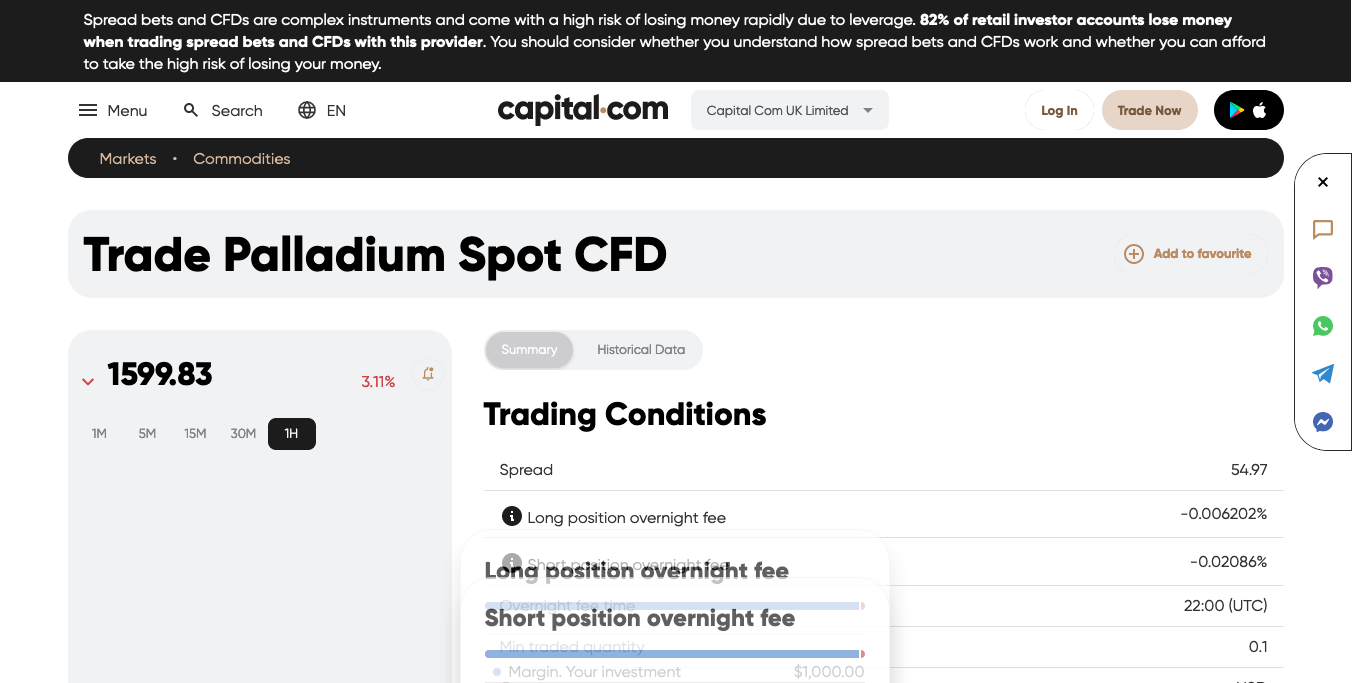 Spread bets and CFDs are complex instruments and come with a high risk of losing money rapidly due to leverage. 82% of retail investor accounts lose money
when trading spread bets and CFDs with this provider. You should consider whether you understand how spread bets and CFDs work and whether you can afford
to take the high risk of losing your money.
Menu
Search
EN
capital.com
Capital Com UK Limited
Log In
Trade Now
Markets • Commodities
Trade Palladium Spot CFD
Add to favourite
1599.83
3.11%
1M 5M 15M 30M 1H
Summary
Historical Data
Trading Conditions
Spread 54.97
Long position overnight fee -0.006202%
Short position overnight fee -0.02086%
Long position overnight fee
Overnight fee time 22:00 (UTC)
Short position overnight fee
Min traded quantity 0.1
Margin. Your investment $1,000.00